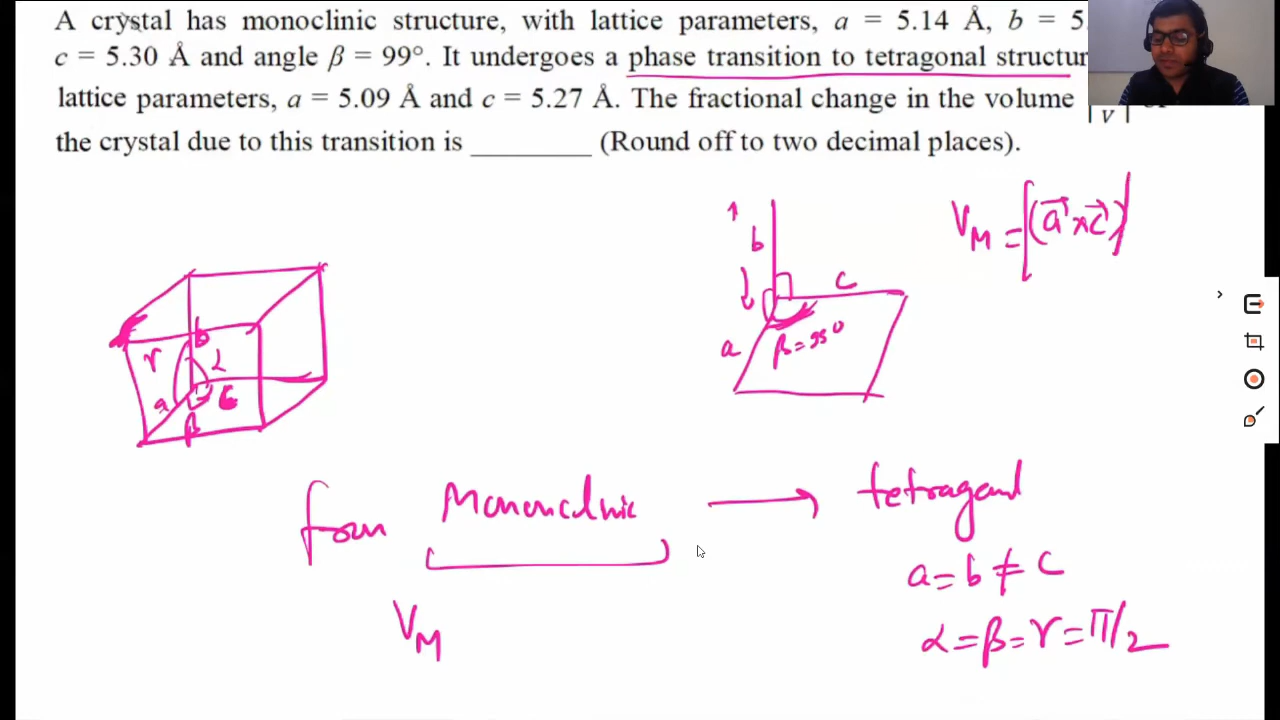 A crystal has monoclinic structure, with lattice parameters, a = 5.14 Å, b = 5.
c = 5.30 Å and angle β = 99°. It undergoes a phase transition to tetragonal structur
lattice parameters, a = 5.09 Å and c = 5.27 Å. The fractional change in the volume
V
the crystal due to this transition is ________ (Round off to two decimal places).
V_M = |(a⃗ × c⃗)|
b
c
a
β = 99°
b
γ
α
a
c
β
from Mononclnic → tetragonal
a = b ≠ c
V_M
α = β = γ = π/2